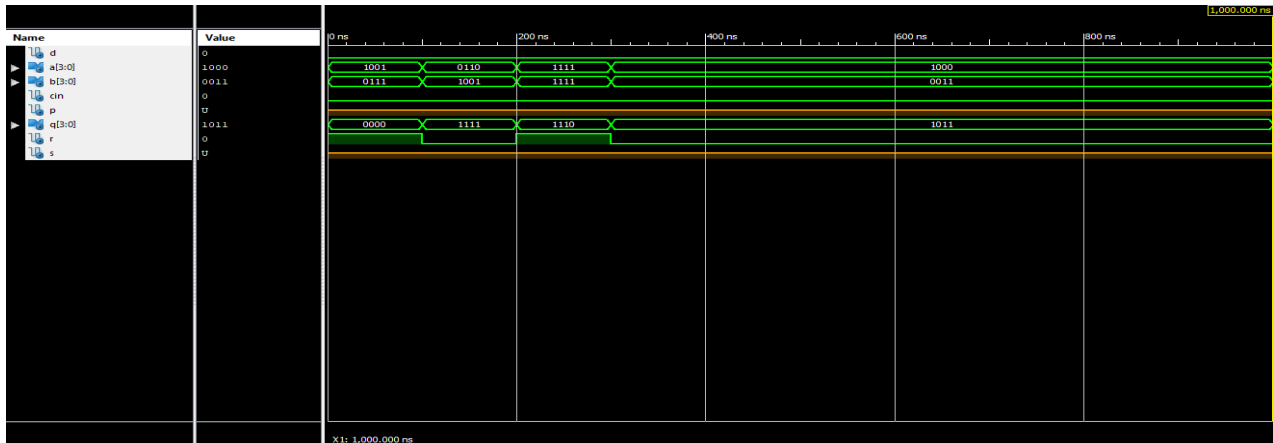 1,000.000 ns
Name Value 0 ns 200 ns 400 ns 600 ns 800 ns
d 0
a[3:0] 1000 1001 0110 1111 1000
b[3:0] 0011 0111 1001 1111 0011
cin 0
p U
q[3:0] 1011 0000 1111 1110 1011
r 0
s U
X1: 1,000.000 ns